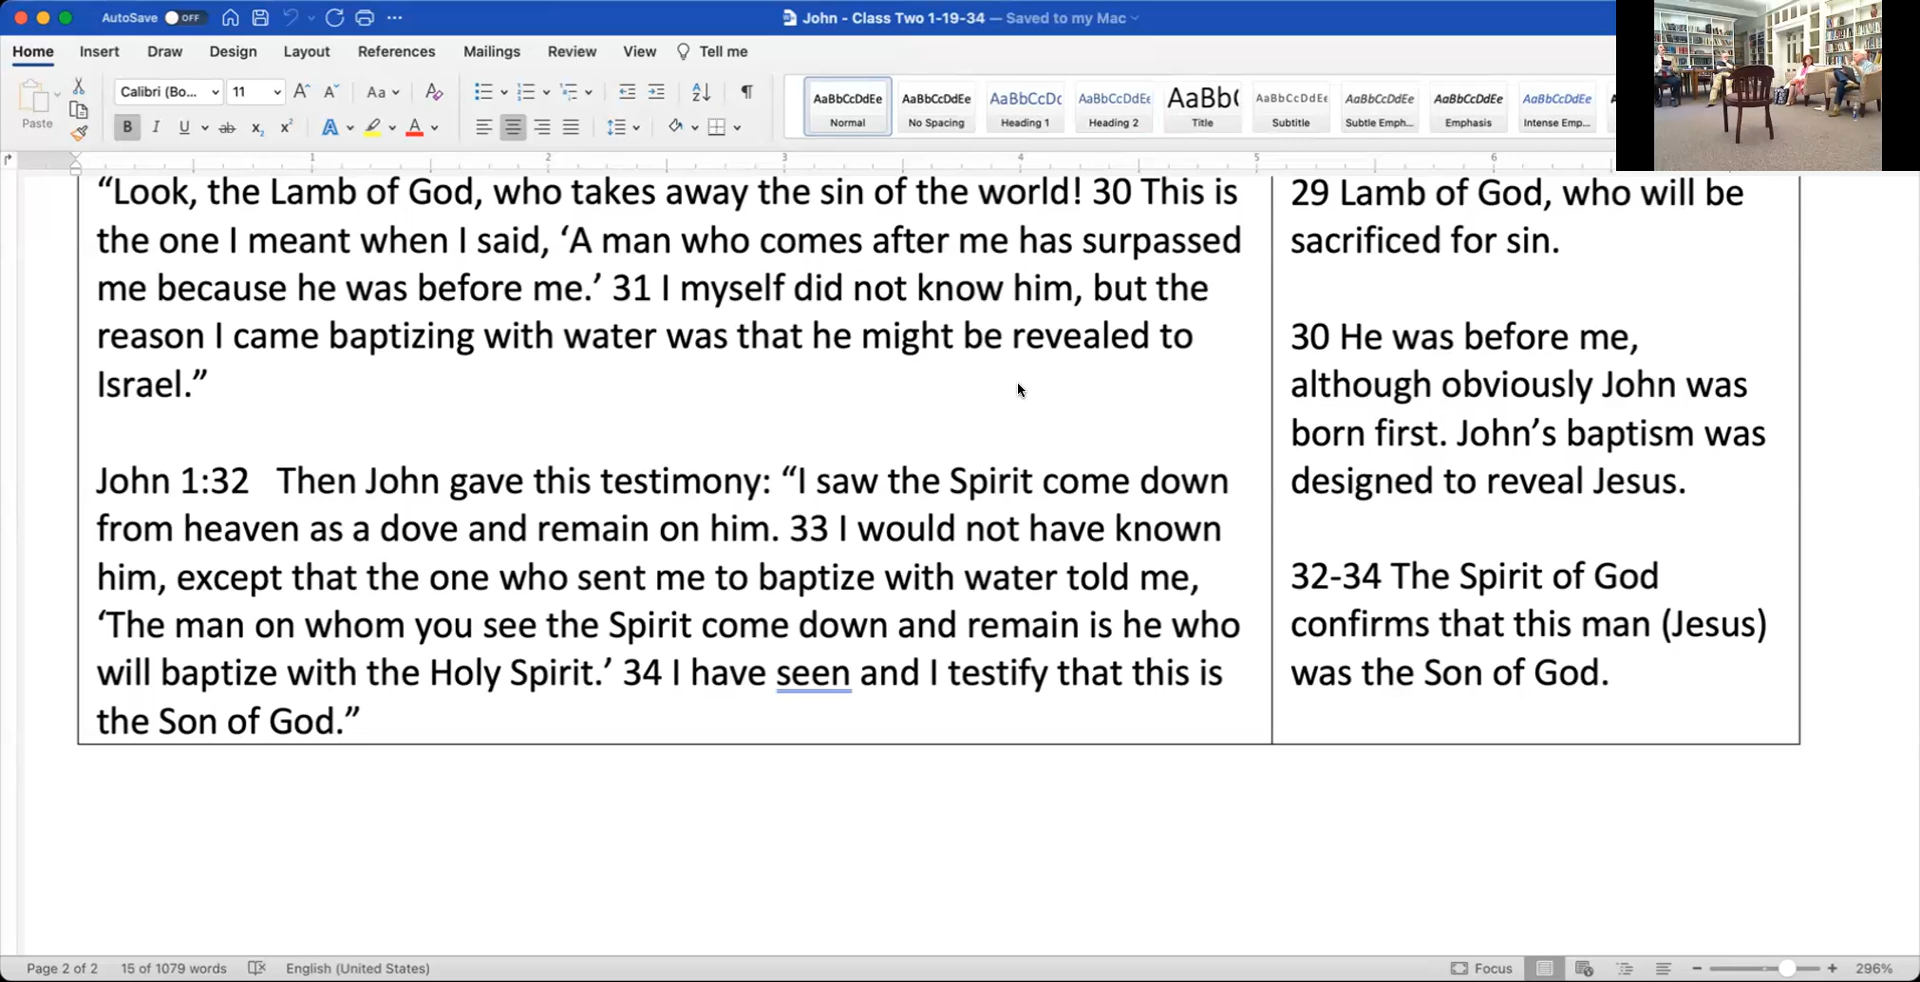 AutoSave OFF
John - Class Two 1-19-34 — Saved to my Mac
Home Insert Draw Design Layout References Mailings Review View Tell me
Paste
Calibri (Bo... 11
AaBbCcDdEe AaBbCcDdEe AaBbCcDc AaBbCcDdEe AaBb( AaBbCcDdEe AaBbCcDdEe AaBbCcDdEe AaBbCcDdEe
Normal No Spacing Heading 1 Heading 2 Title Subtitle Subtle Emph... Emphasis Intense Emp...
1 2 3 4 5 6
“Look, the Lamb of God, who takes away the sin of the world! 30 This is
the one I meant when I said, ‘A man who comes after me has surpassed
me because he was before me.’ 31 I myself did not know him, but the
reason I came baptizing with water was that he might be revealed to
Israel.”
John 1:32 Then John gave this testimony: “I saw the Spirit come down
from heaven as a dove and remain on him. 33 I would not have known
him, except that the one who sent me to baptize with water told me,
‘The man on whom you see the Spirit come down and remain is he who
will baptize with the Holy Spirit.’ 34 I have seen and I testify that this is
the Son of God.”
29 Lamb of God, who will be
sacrificed for sin.
30 He was before me,
although obviously John was
born first. John’s baptism was
designed to reveal Jesus.
32-34 The Spirit of God
confirms that this man (Jesus)
was the Son of God.
Page 2 of 2 15 of 1079 words English (United States) Focus 296%